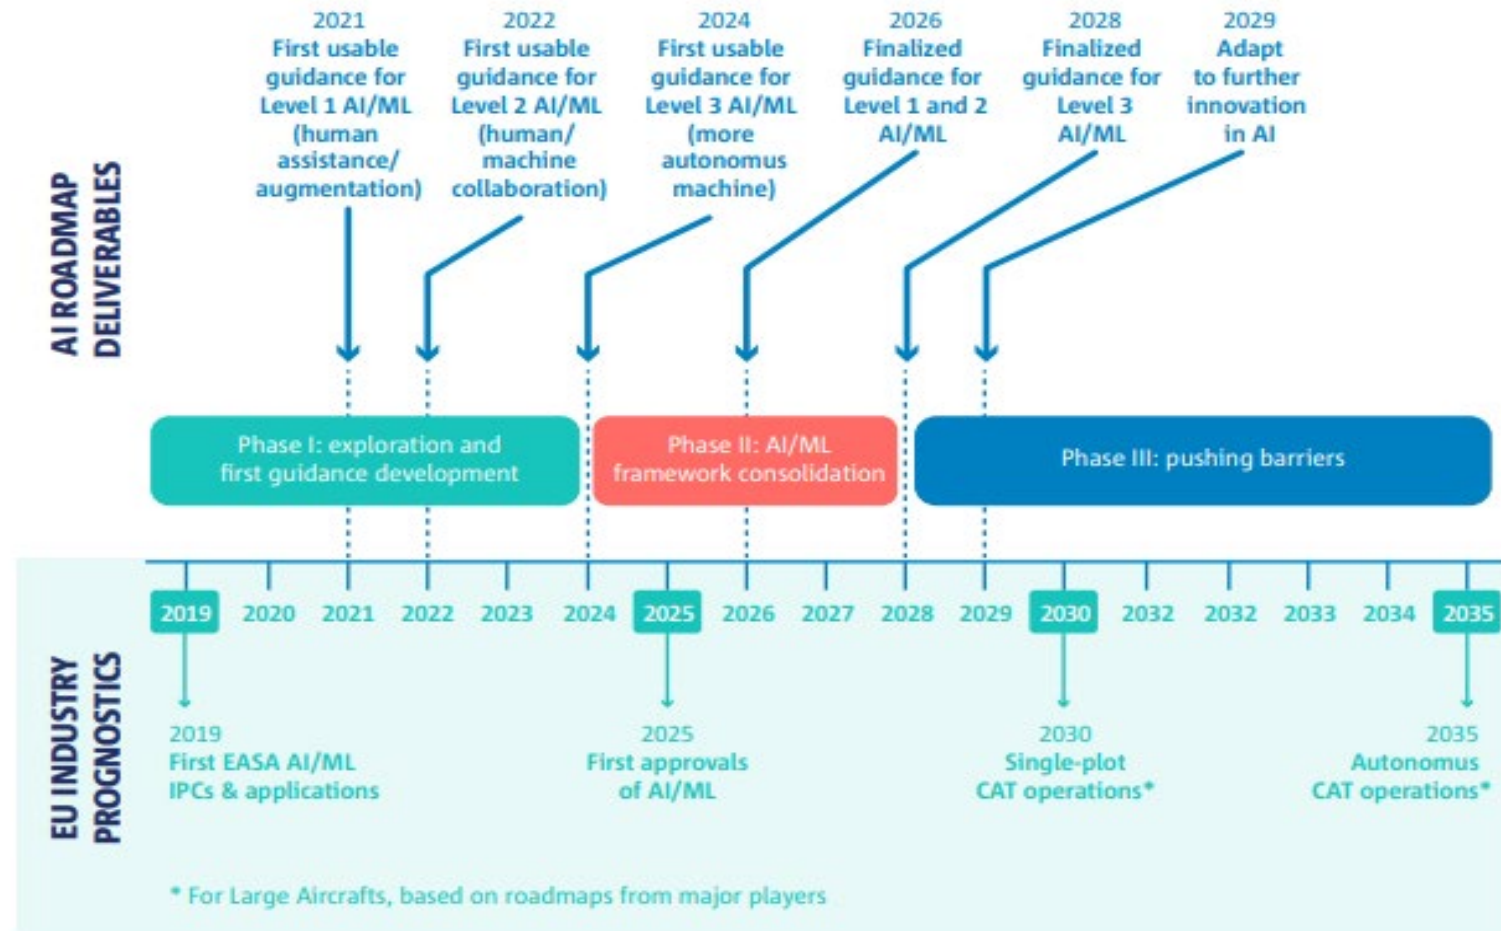 2021
First usable
guidance for
Level 1 AI/ML
(human
assistance/
augmentation)
2022
First usable
guidance for
Level 2 AI/ML
(human/
machine
collaboration)
2024
First usable
guidance for
Level 3 AI/ML
(more
autonomus
machine)
2026
Finalized
guidance for
Level 1 and 2
AI/ML
2028
Finalized
guidance for
Level 3
AI/ML
2029
Adapt
to further
innovation
in AI
AI ROADMAP
DELIVERABLES
Phase I: exploration and
first guidance development
Phase II: AI/ML
framework consolidation
Phase III: pushing barriers
2019 2020 2021 2022 2023 2024 2025 2026 2027 2028 2029 2030 2032 2032 2033 2034 2035
EU INDUSTRY
PROGNOSTICS
2019
First EASA AI/ML
IPCs & applications
2025
First approvals
of AI/ML
2030
Single-plot
CAT operations*
2035
Autonomus
CAT operations*
* For Large Aircrafts, based on roadmaps from major players